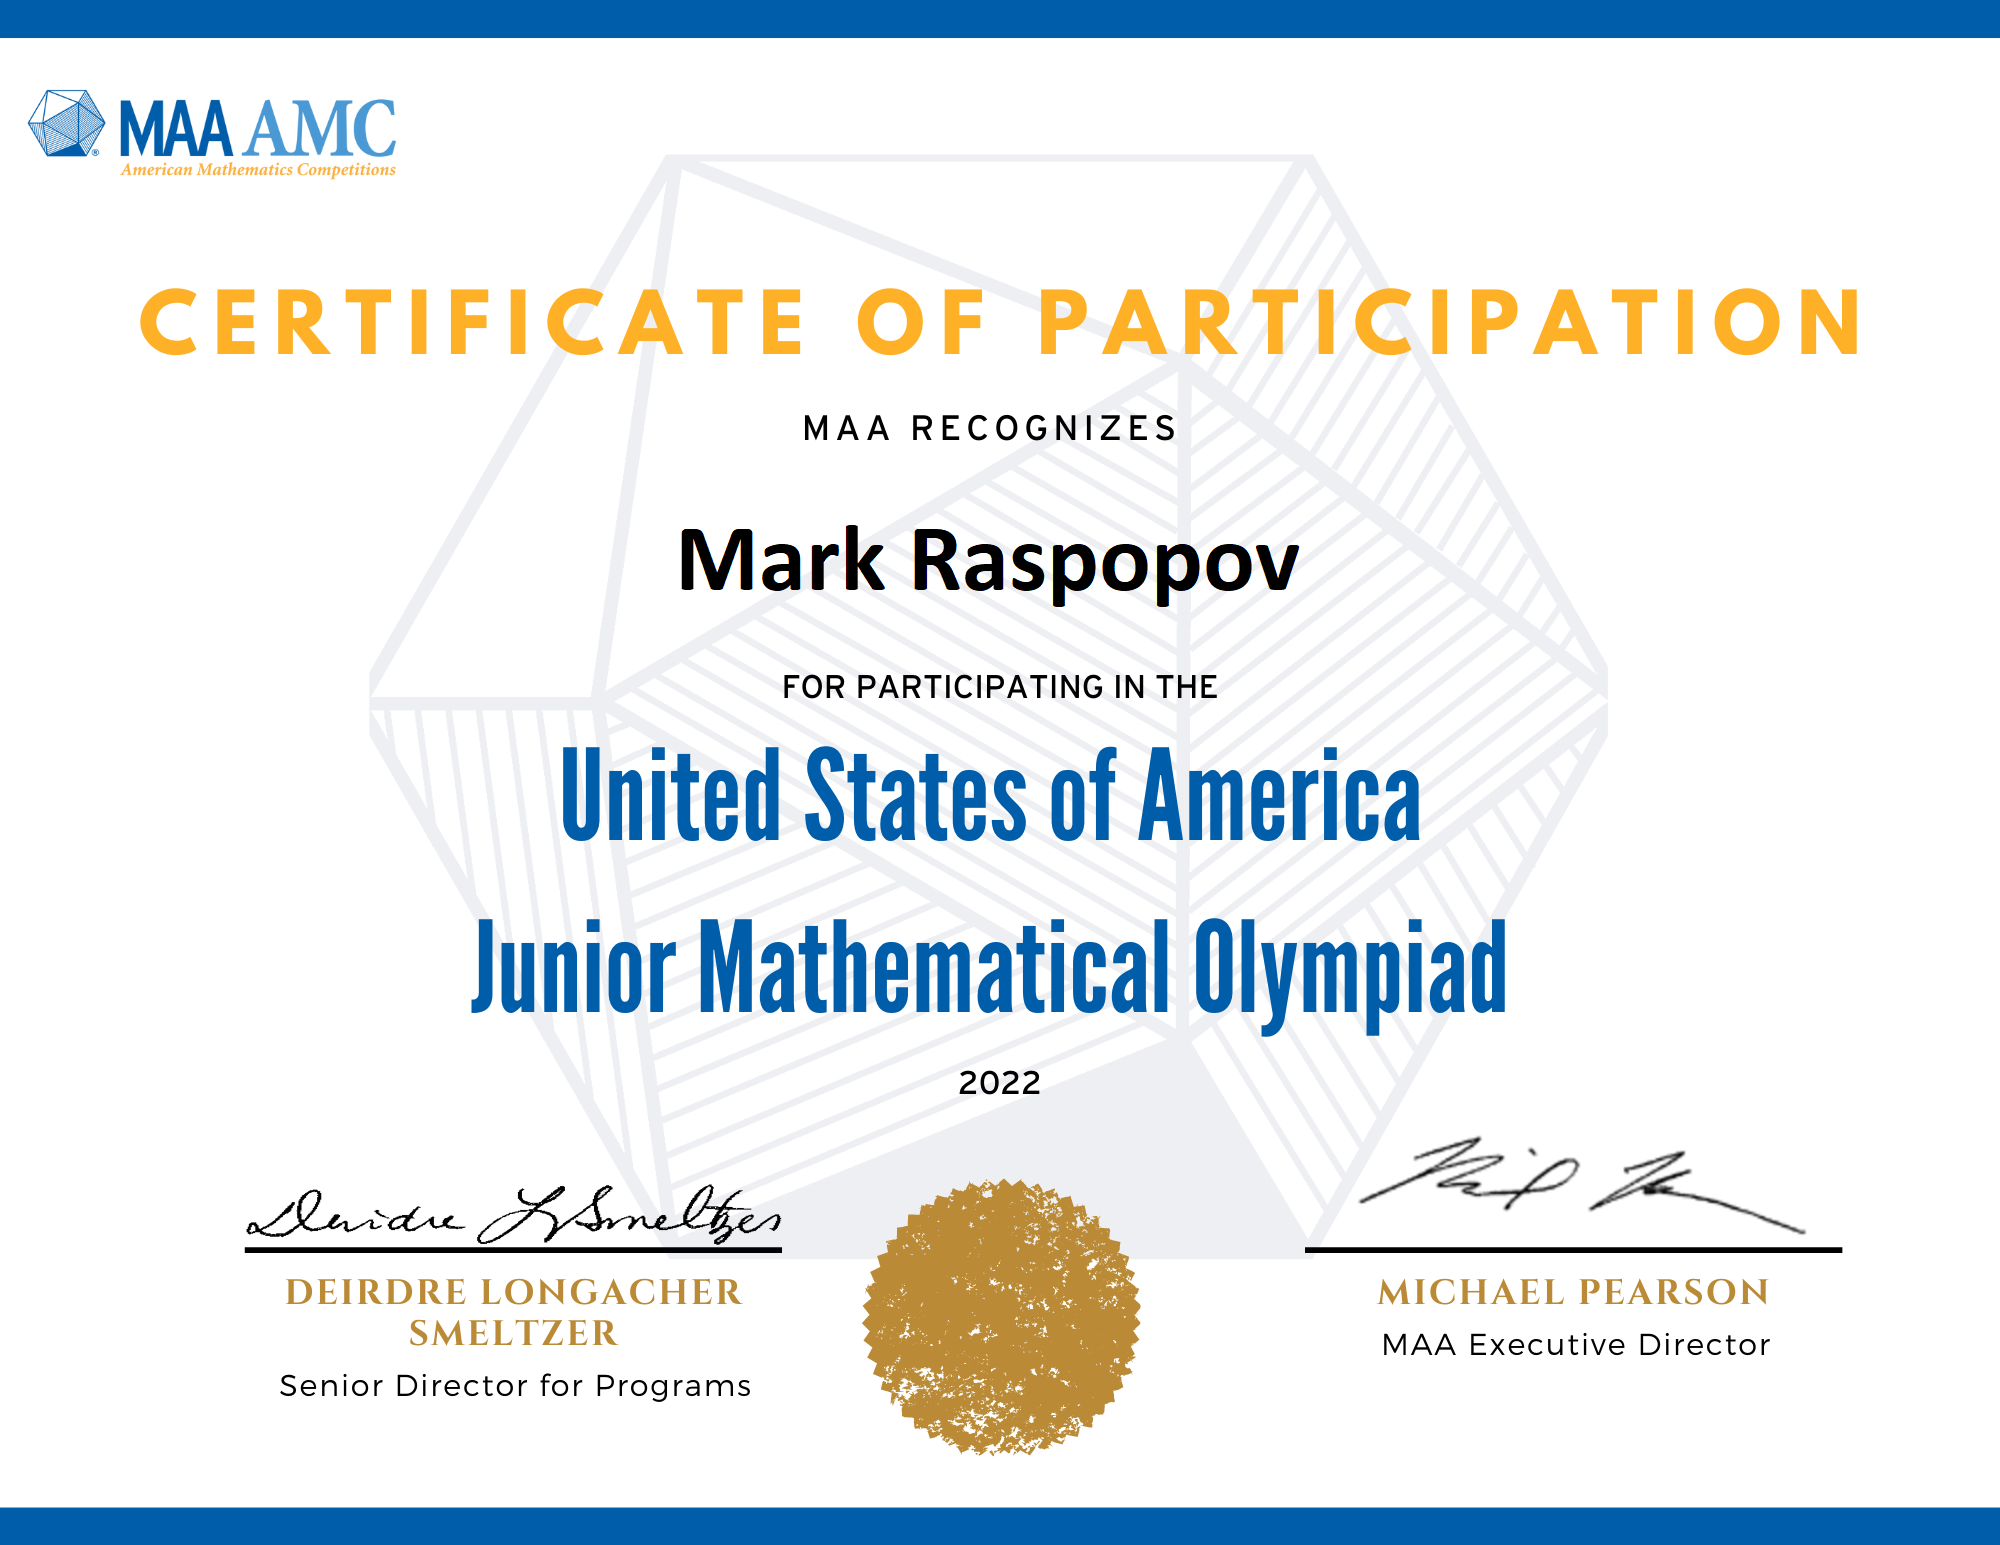 MAA AMC
American Mathematics Competitions
CERTIFICATE OF PARTICIPATION
MAA RECOGNIZES
Mark Raspopov
FOR PARTICIPATING IN THE
United States of America
Junior Mathematical Olympiad
2022
Deirdre L Smeltzer
DEIRDRE LONGACHER
SMELTZER
Senior Director for Programs
MICHAEL PEARSON
MAA Executive Director